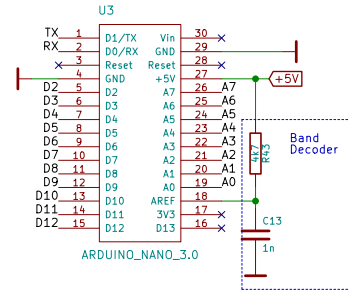 U3
TX 1 D1/TX Vin 30
RX 2 D0/RX GND 29
3 Reset Reset 28
4 GND +5V 27 +5V
D2 5 D2 A7 26 A7
D3 6 D3 A6 25 A6
D4 7 D4 A5 24 A5
D5 8 D5 A4 23 A4
D6 9 D6 A3 22 A3
D7 10 D7 A2 21 A2
D8 11 D8 A1 20 A1
D9 12 D9 A0 19 A0
D10 13 D10 AREF 18
D11 14 D11 3V3 17
D12 15 D12 D13 16
ARDUINO_NANO_3.0
4k7
R43
Band
Decoder
C13
1n